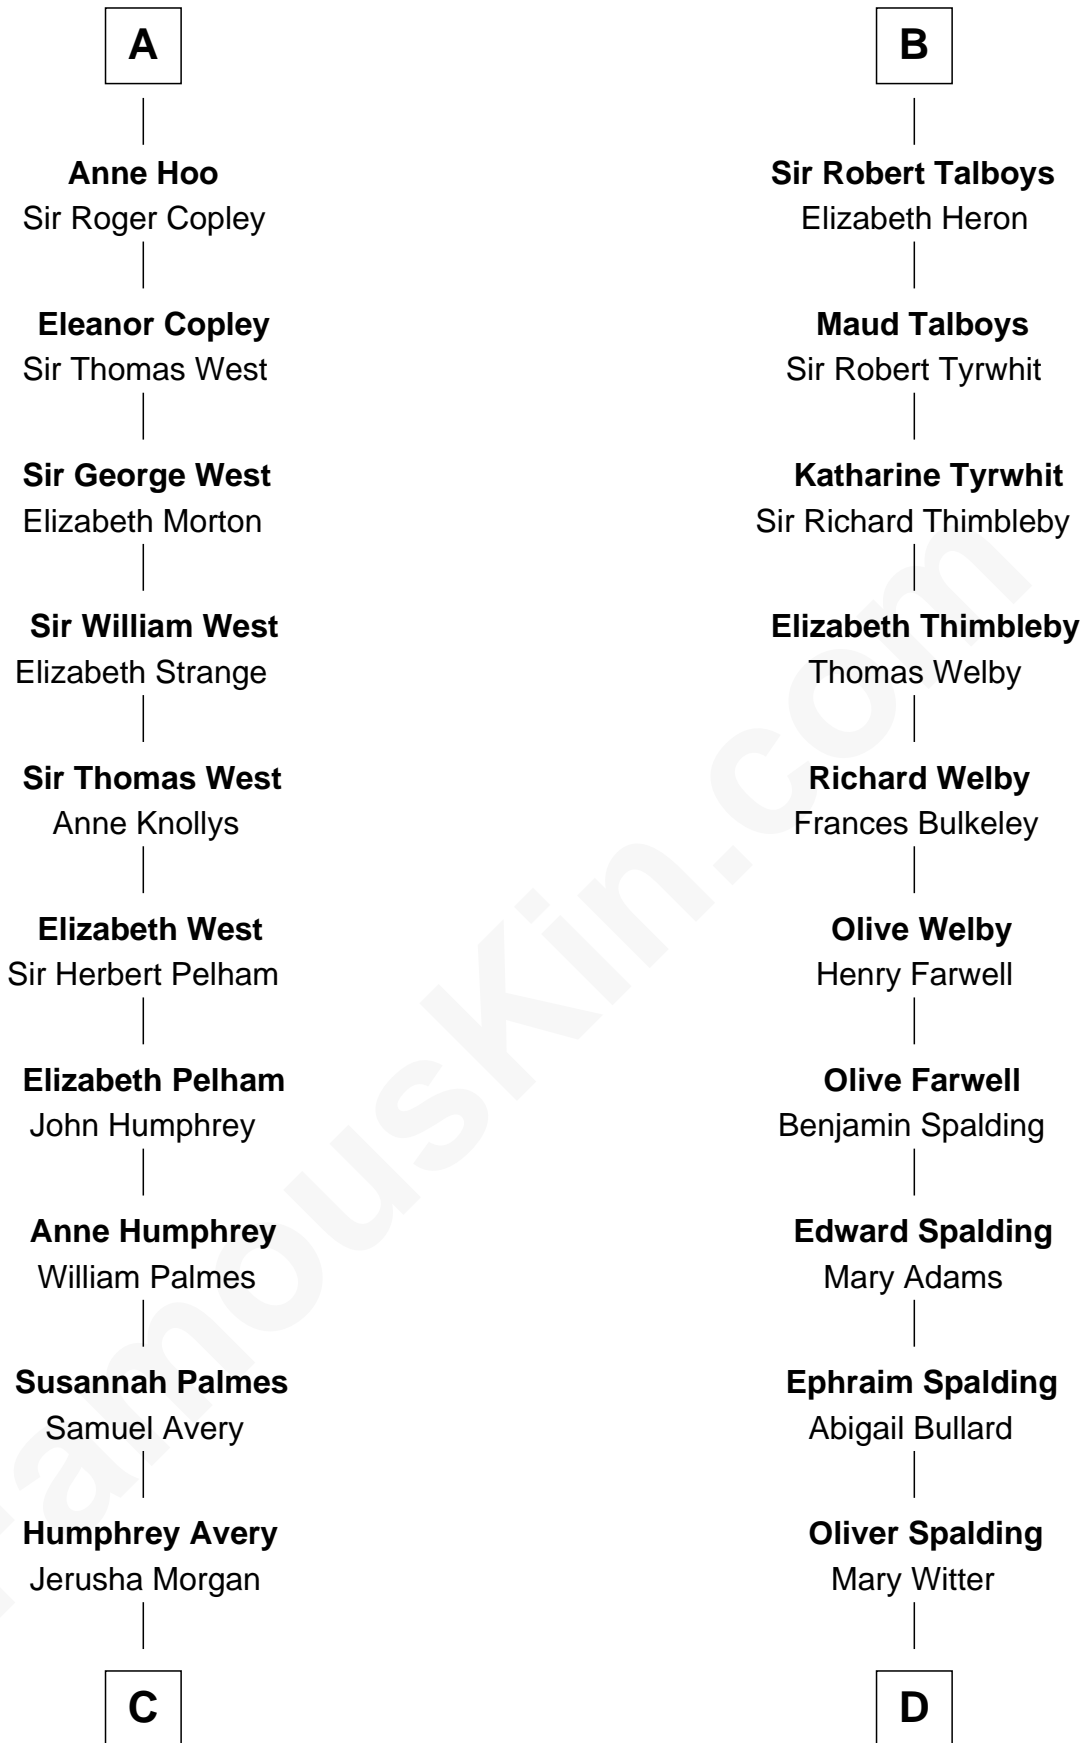 A
Anne Hoo
Sir Roger Copley
Eleanor Copley
Sir Thomas West
Sir George West
Elizabeth Morton
Sir William West
Elizabeth Strange
Sir Thomas West
Anne Knollys
Elizabeth West
Sir Herbert Pelham
Elizabeth Pelham
John Humphrey
Anne Humphrey
William Palmes
Susannah Palmes
Samuel Avery
Humphrey Avery
Jerusha Morgan
C
B
Sir Robert Talboys
Elizabeth Heron
Maud Talboys
Sir Robert Tyrwhit
Katharine Tyrwhit
Sir Richard Thimbleby
Elizabeth Thimbleby
Thomas Welby
Richard Welby
Frances Bulkeley
Olive Welby
Henry Farwell
Olive Farwell
Benjamin Spalding
Edward Spalding
Mary Adams
Ephraim Spalding
Abigail Bullard
Oliver Spalding
Mary Witter
D
FamousKin.com